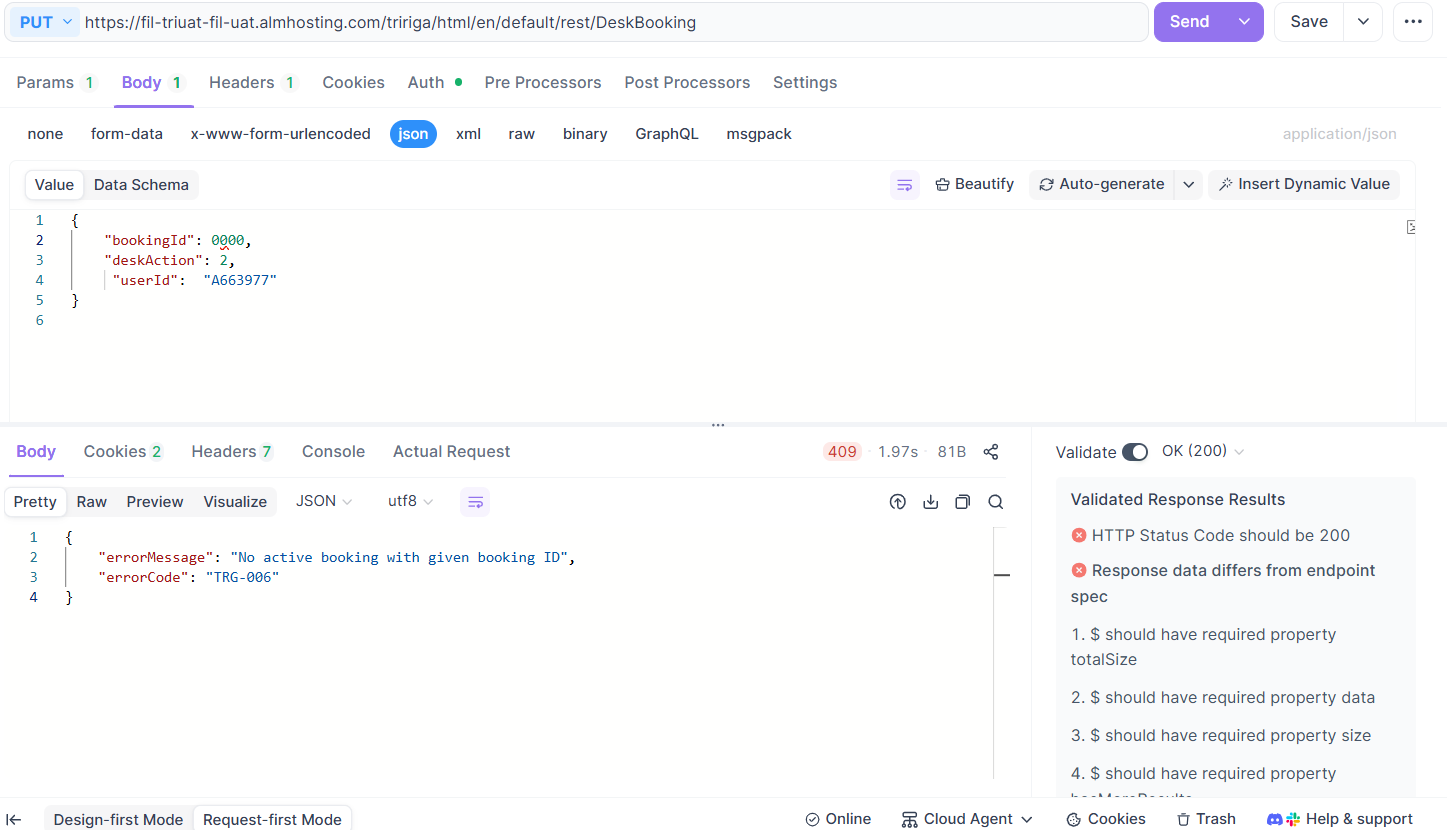 PUT https://fil-triuat-fil-uat.almhosting.com/tririga/html/en/default/rest/DeskBooking Send Save
Params 1 Body 1 Headers 1 Cookies Auth Pre Processors Post Processors Settings
none form-data x-www-form-urlencoded json xml raw binary GraphQL msgpack application/json
Value Data Schema Beautify Auto-generate Insert Dynamic Value
1 {
2 "bookingId": 0000,
3 "deskAction": 2,
4 "userId": "A663977"
5 }
6
Body Cookies 2 Headers 7 Console Actual Request 409 · 1.97s · 81B
Pretty Raw Preview Visualize JSON utf8
1 {
2 "errorMessage": "No active booking with given booking ID",
3 "errorCode": "TRG-006"
4 }
Validate OK (200)
Validated Response Results
HTTP Status Code should be 200
Response data differs from endpoint
spec
1. $ should have required property
totalSize
2. $ should have required property data
3. $ should have required property size
4. $ should have required property
hasMoreResults
Design-first Mode Request-first Mode Online Cloud Agent Cookies Trash Help & support